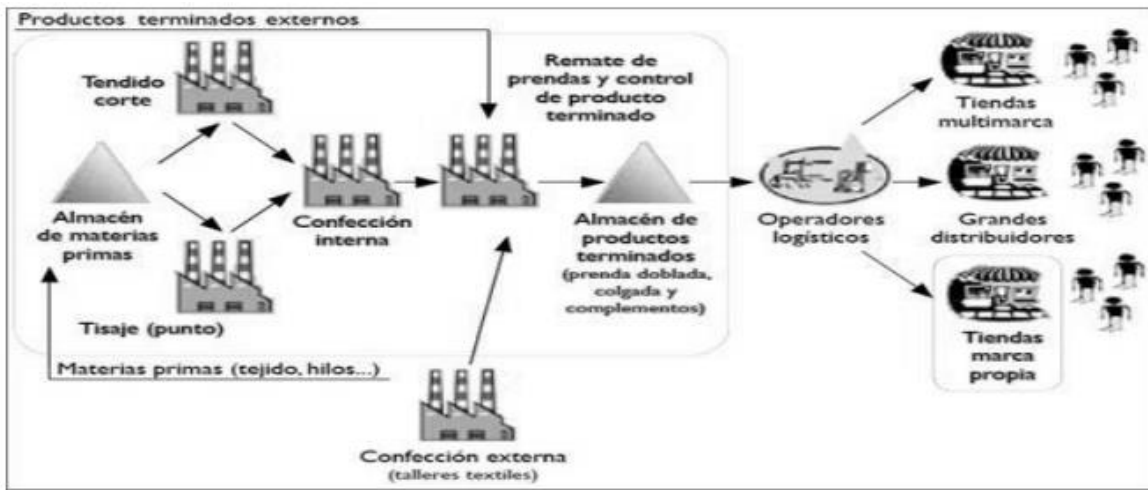 Productos terminados externos
Tendido
corte
Remate de
prendas y control
de producto
terminado
Tiendas
multimarca
Almacén
de materias
primas
Confección
interna
Almacén de
productos
terminados
(prenda doblada,
colgada y
complementos)
Operadores
logísticos
Grandes
distribuidores
Tisaje (punto)
Tiendas
marca
propia
Materias primas (tejido, hilos...)
Confección externa
(talleres textiles)